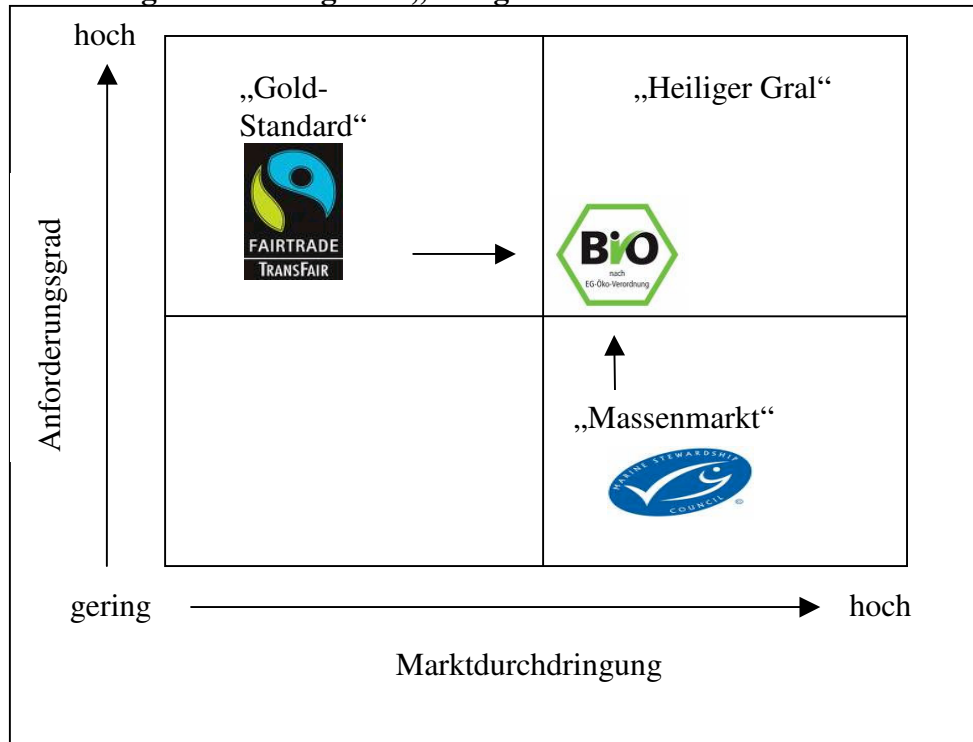 hoch
„Gold-
Standard“
„Heiliger Gral“
FAIRTRADE
TRANSFAIR
BiO
nach
EG-Öko-Verordnung
Anforderungsgrad
„Massenmarkt“
MARINE STEWARDSHIP
COUNCIL
©
gering
hoch
Marktdurchdringung